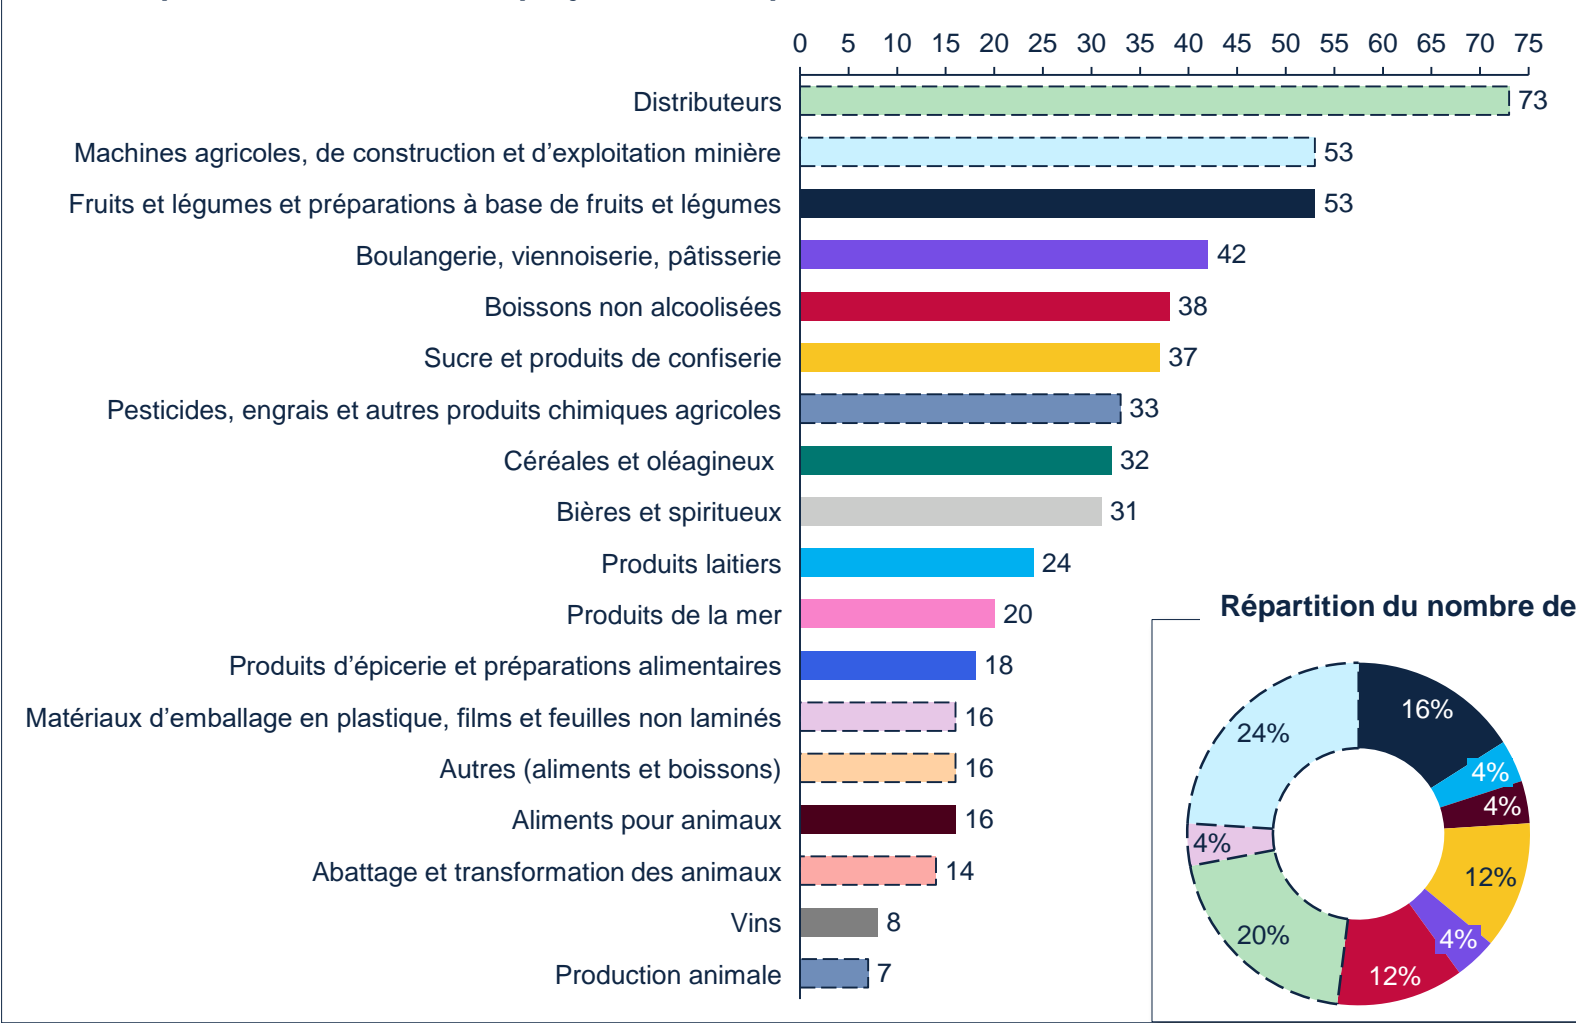 0 5 10 15 20 25 30 35 40 45 50 55 60 65 70 75
Distributeurs 73
Machines agricoles, de construction et d’exploitation minière 53
Fruits et légumes et préparations à base de fruits et légumes 53
Boulangerie, viennoiserie, pâtisserie 42
Boissons non alcoolisées 38
Sucre et produits de confiserie 37
Pesticides, engrais et autres produits chimiques agricoles 33
Céréales et oléagineux 32
Bières et spiritueux 31
Produits laitiers 24
Produits de la mer 20
Produits d’épicerie et préparations alimentaires 18
Matériaux d’emballage en plastique, films et feuilles non laminés 16
Autres (aliments et boissons) 16
Aliments pour animaux 16
Abattage et transformation des animaux 14
Vins 8
Production animale 7
Répartition du nombre de
16%
4%
4%
12%
4%
12%
20%
4%
24%